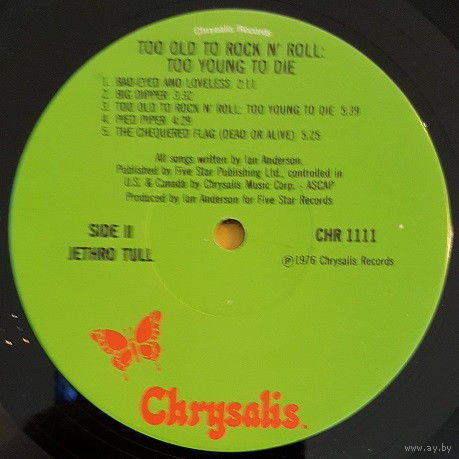 Chrysalis Records
TOO OLD TO ROCK N' ROLL:
TOO YOUNG TO DIE
1. BAD-EYED AND LOVELESS 2:11
2. BIG DIPPER 3:32
3. TOO OLD TO ROCK N' ROLL; TOO YOUNG TO DIE 5:39
4. PIED PIPER 4:29
5. THE CHEQUERED FLAG (DEAD OR ALIVE) 5:25
All songs written by Ian Anderson.
Published by Five Star Publishing Ltd., controlled in
U.S. & Canada by Chrysalis Music Corp. - ASCAP
Produced by Ian Anderson for Five Star Records
SIDE II
CHR 1111
JETHRO TULL
℗1976 Chrysalis Records
Chrysalis
www.ay.by